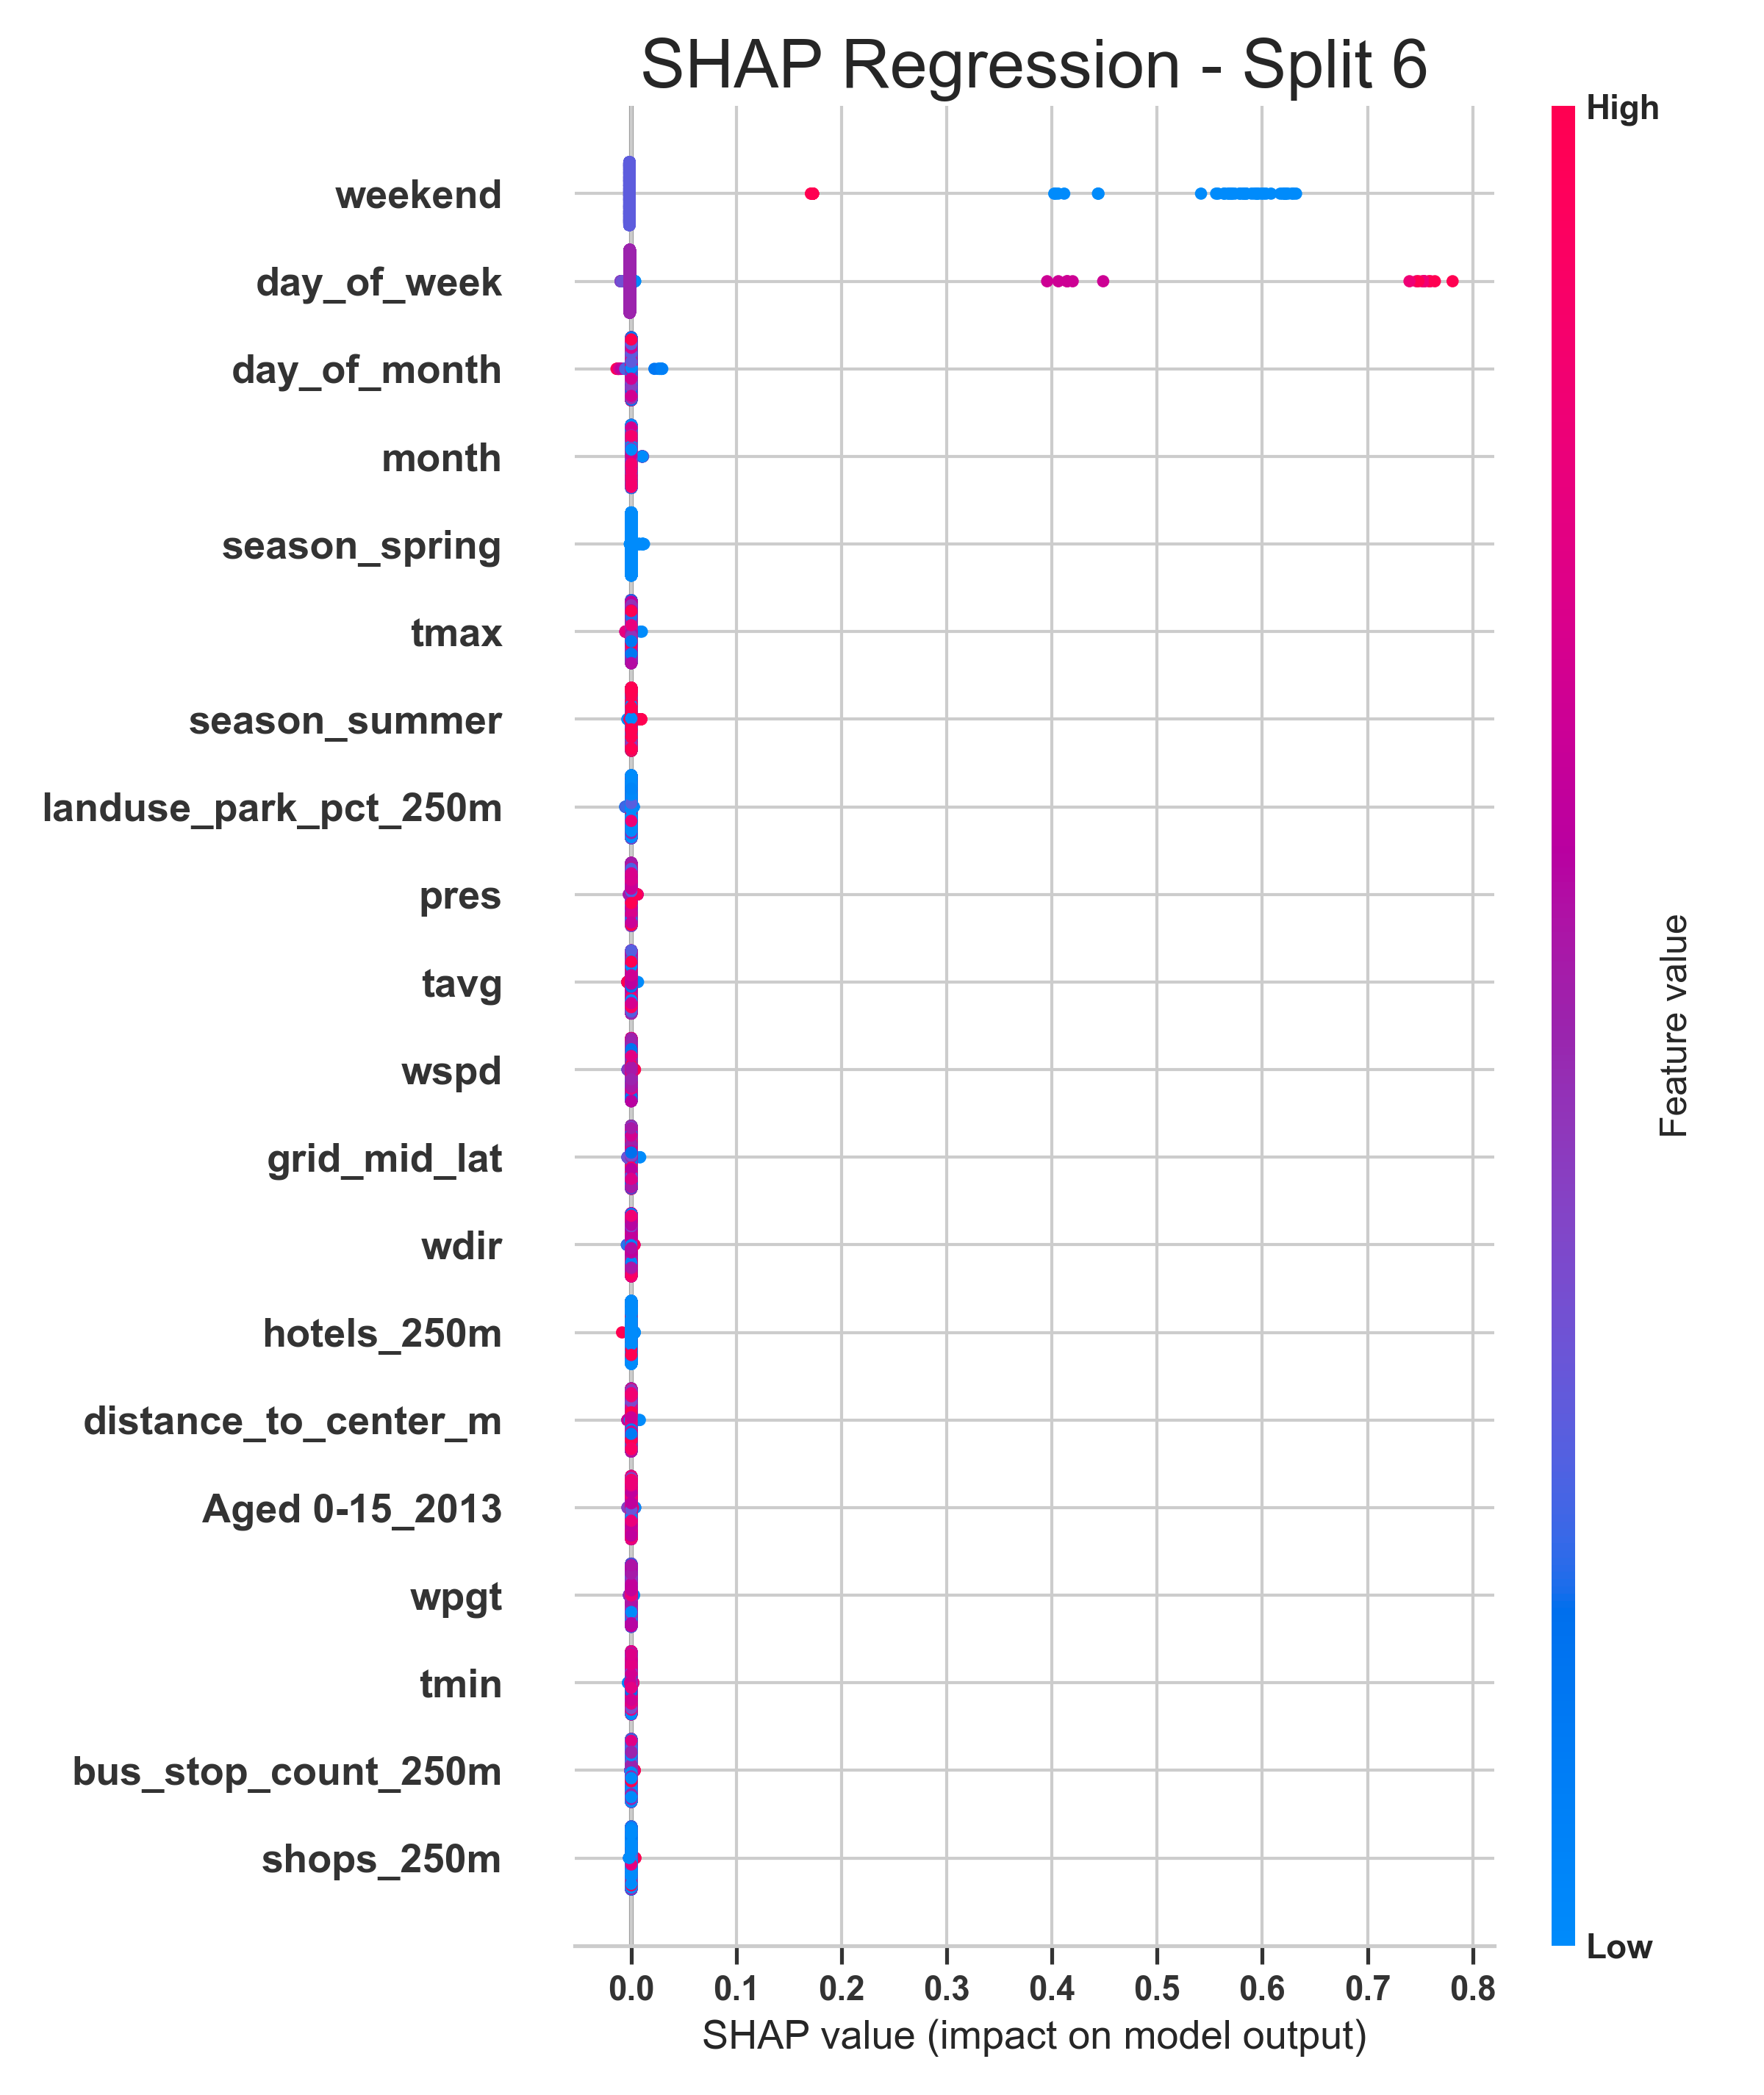 SHAP Regression - Split 6
High
weekend
day_of_week
day_of_month
month
season_spring
tmax
season_summer
landuse_park_pct_250m
pres
tavg
wspd
grid_mid_lat
wdir
hotels_250m
distance_to_center_m
Aged 0-15_2013
wpgt
tmin
bus_stop_count_250m
shops_250m
Feature value
Low
0.0 0.1 0.2 0.3 0.4 0.5 0.6 0.7 0.8
SHAP value (impact on model output)